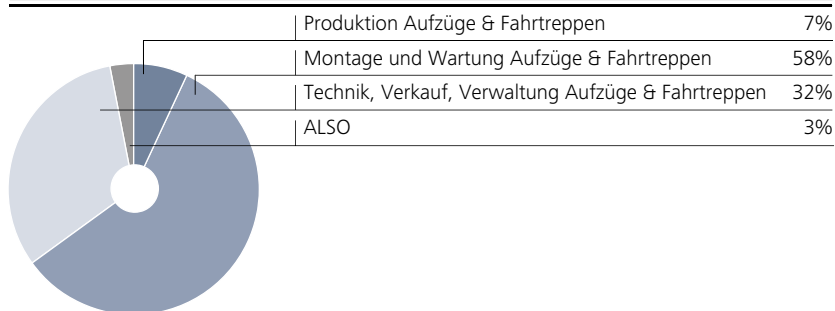 Produktion Aufzüge & Fahrtreppen 7%
Montage und Wartung Aufzüge & Fahrtreppen 58%
Technik, Verkauf, Verwaltung Aufzüge & Fahrtreppen 32%
ALSO 3%